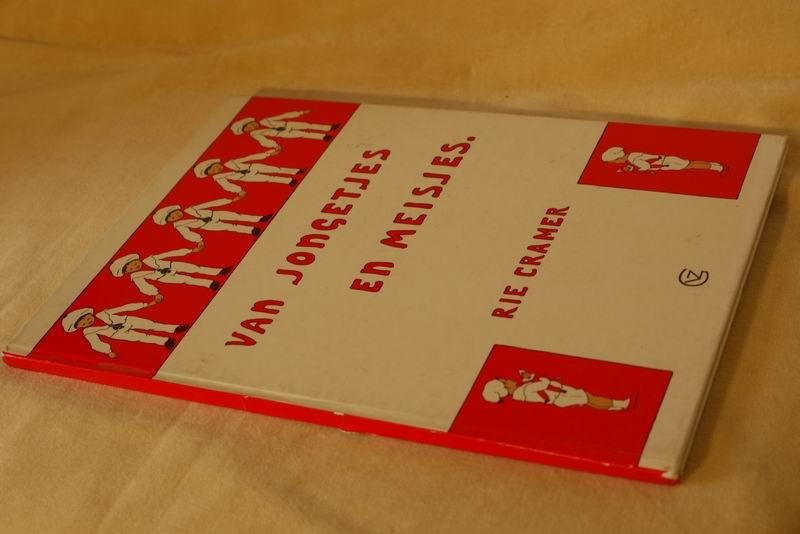 VAN JONGETJES
EN MEISJES.
RIE CRAMER